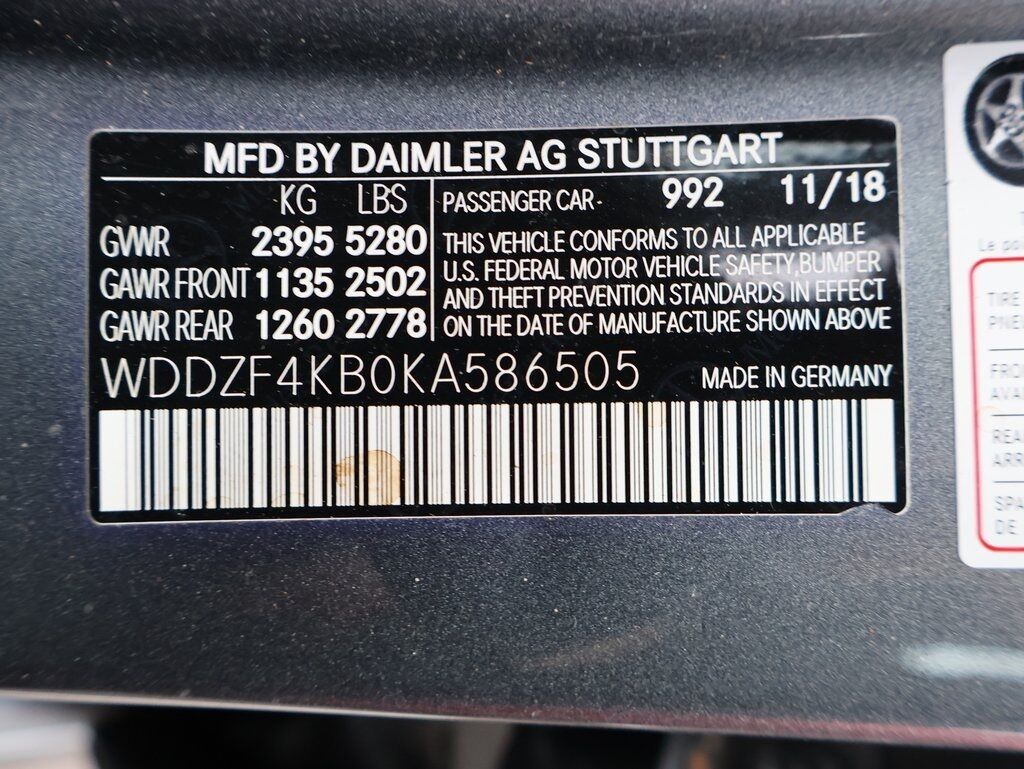 MFD BY DAIMLER AG STUTTGART
KG LBS
GVWR 2395 5280
GAWR FRONT 1135 2502
GAWR REAR 1260 2778
PASSENGER CAR 992 11/18
THIS VEHICLE CONFORMS TO ALL APPLICABLE
U.S. FEDERAL MOTOR VEHICLE SAFETY,BUMPER
AND THEFT PREVENTION STANDARDS IN EFFECT
ON THE DATE OF MANUFACTURE SHOWN ABOVE
WDDZF4KB0KA586505 MADE IN GERMANY
Le
TIRE